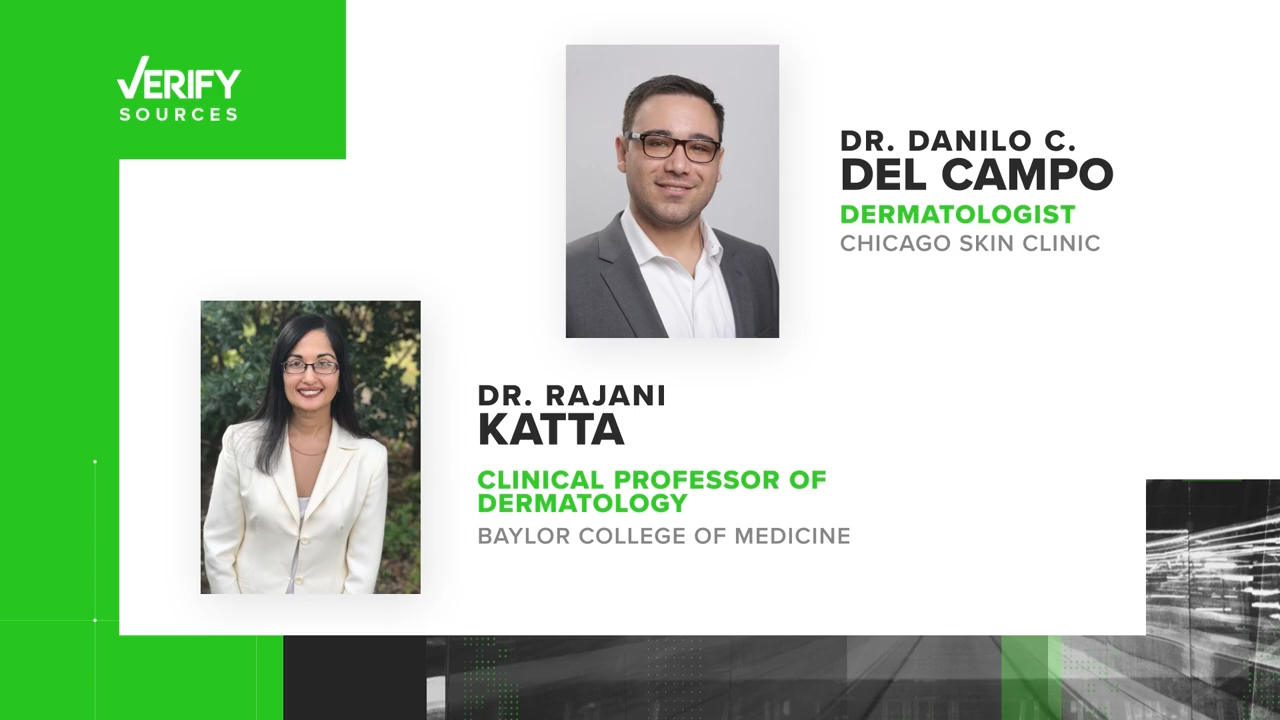 VERIFY
SOURCES
DR. DANILO C.
DEL CAMPO
DERMATOLOGIST
CHICAGO SKIN CLINIC
DR. RAJANI
KATTA
CLINICAL PROFESSOR OF
DERMATOLOGY
BAYLOR COLLEGE OF MEDICINE